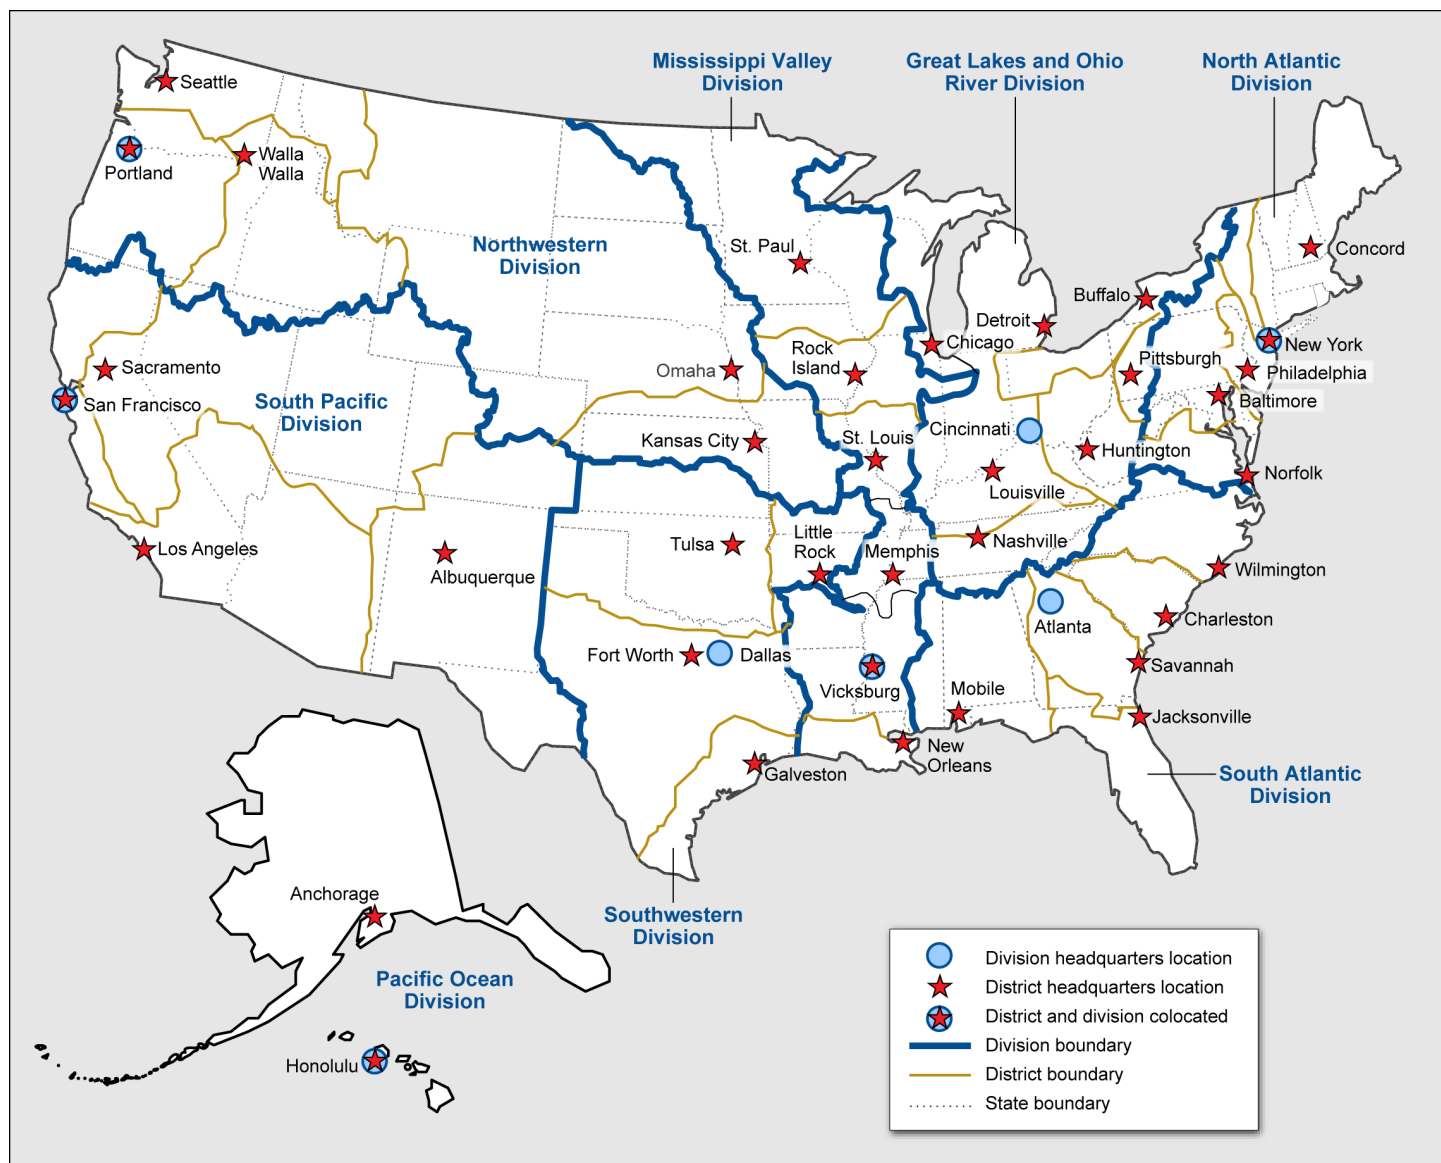 Mississippi Valley
Division
Great Lakes and Ohio
River Division
North Atlantic
Division
Seattle
Portland
Walla
Walla
Northwestern
Division
St. Paul
Concord
Buffalo
Detroit
Chicago
New York
Sacramento
Omaha
Rock
Island
Pittsburgh
Philadelphia
Baltimore
San Francisco
South Pacific
Division
Kansas City
St. Louis
Cincinnati
Huntington
Norfolk
Louisville
Los Angeles
Albuquerque
Tulsa
Little
Rock
Memphis
Nashville
Wilmington
Atlanta
Charleston
Fort Worth
Dallas
Vicksburg
Mobile
Savannah
Jacksonville
New
Orleans
Galveston
South Atlantic
Division
Anchorage
Southwestern
Division
Pacific Ocean
Division
Honolulu
Division headquarters location
District headquarters location
District and division colocated
Division boundary
District boundary
State boundary